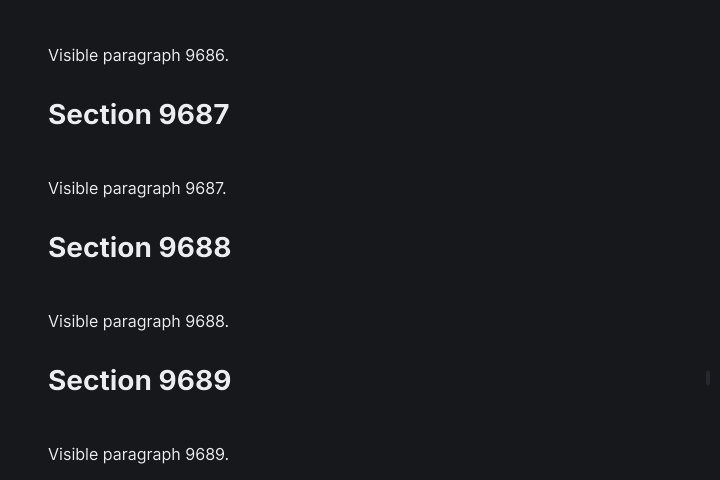 Visible paragraph 9686.
Section 9687
Visible paragraph 9687.
Section 9688
Visible paragraph 9688.
Section 9689
Visible paragraph 9689.